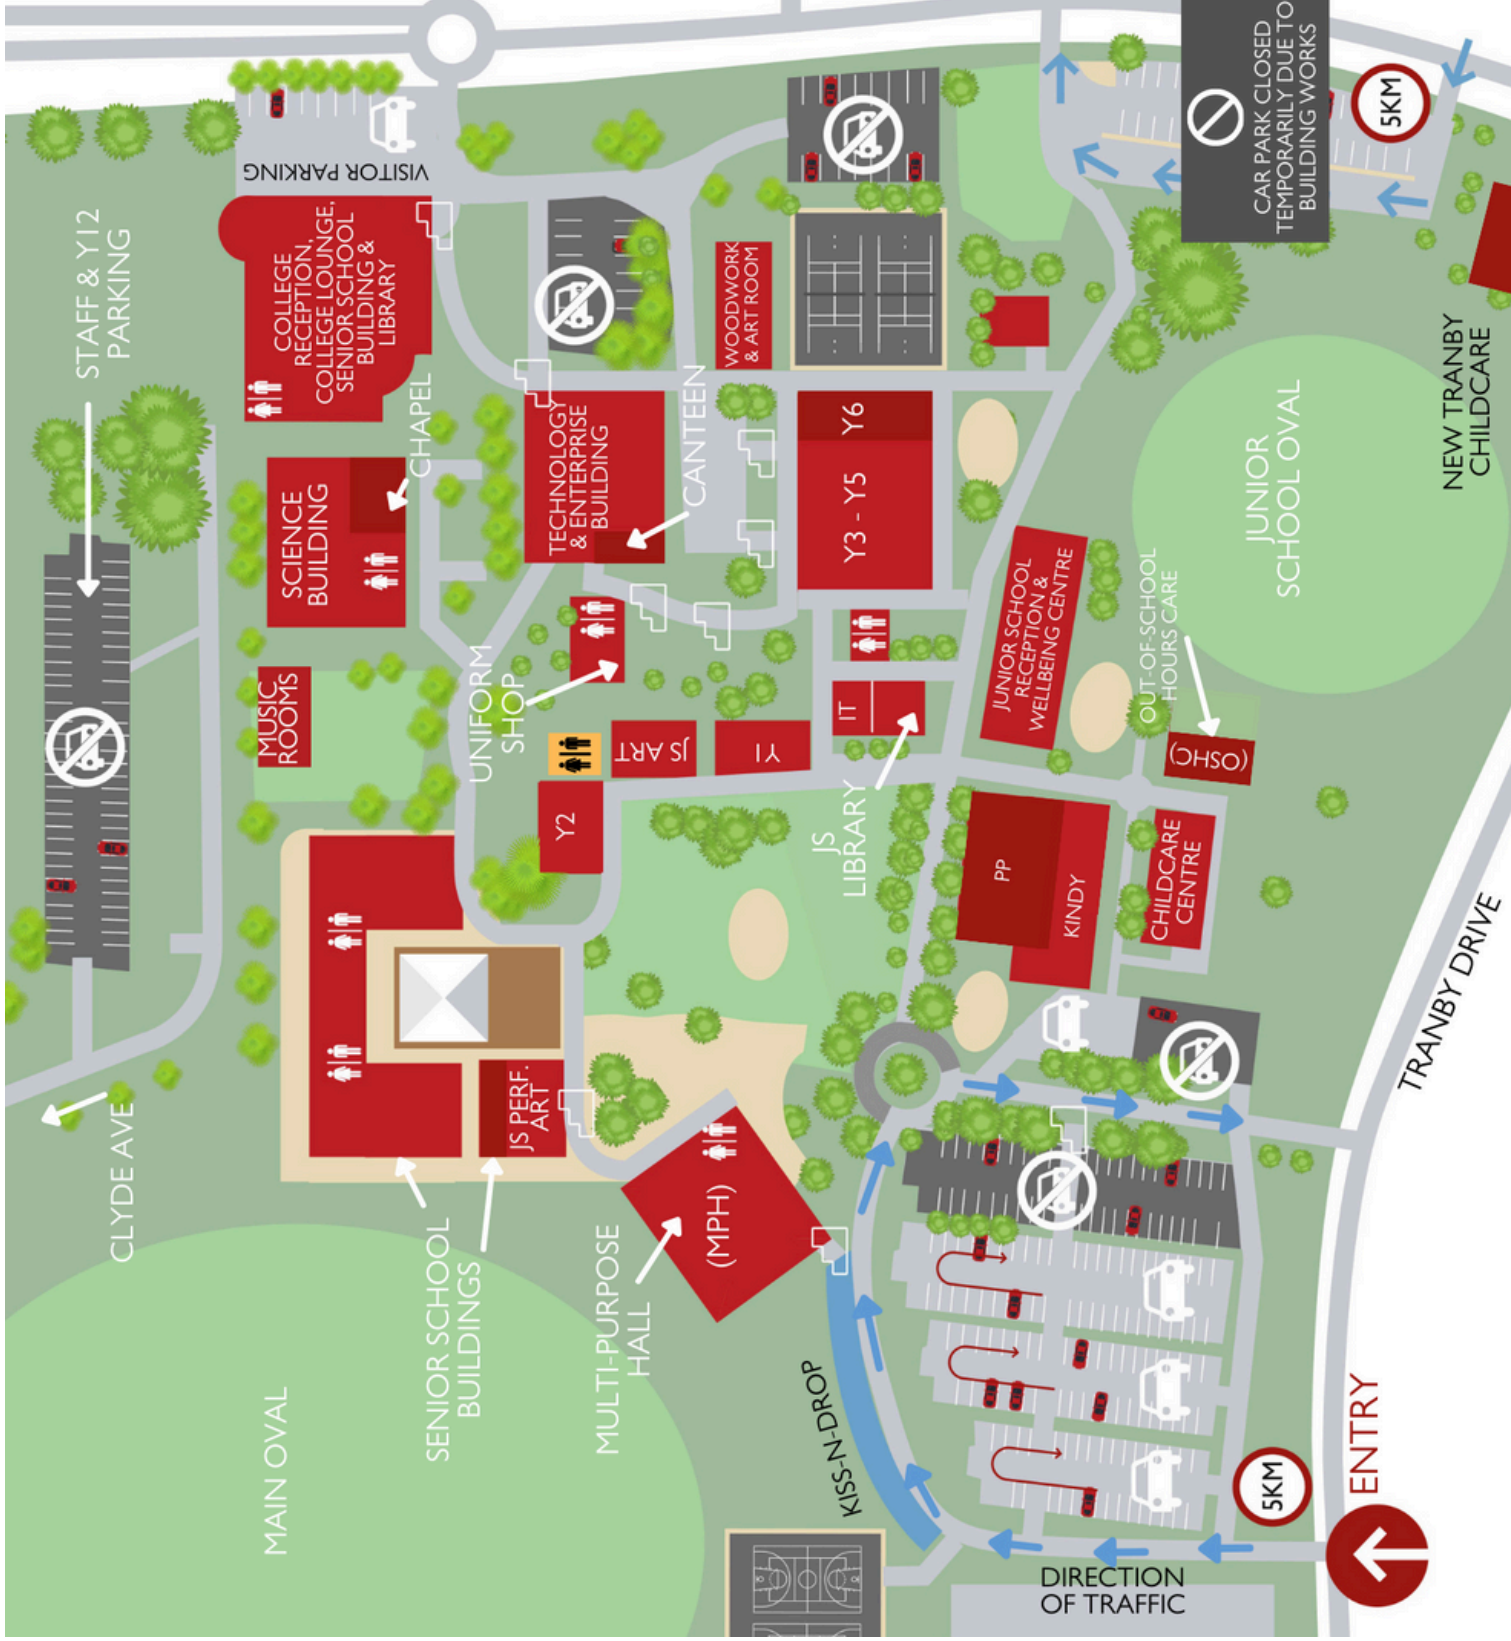 STAFF & Y12
PARKING
VISITOR PARKING
COLLEGE
RECEPTION,
COLLEGE LOUNGE,
SENIOR SCHOOL
BUILDING &
LIBRARY
CAR PARK CLOSED
TEMPORARILY DUE TO
BUILDING WORKS
5KM
WOODWORK
& ART ROOM
CHAPEL
SCIENCE
BUILDING
TECHNOLOGY
& ENTERPRISE
BUILDING
CANTEEN
Y6
Y3 - Y5
NEW TRANBY
CHILDCARE
JUNIOR
SCHOOL OVAL
MUSIC
ROOMS
UNIFORM
SHOP
JUNIOR SCHOOL
RECEPTION &
WELLBEING CENTRE
OUT-OF-SCHOOL
HOURS CARE
(OSHC)
IT
JS
LIBRARY
JS ART
Y1
Y2
PP
KINDY
CHILDCARE
CENTRE
TRANBY DRIVE
CLYDE AVE
JS PERF.
ART
SENIOR SCHOOL
BUILDINGS
MULTI-PURPOSE
HALL
(MPH)
MAIN OVAL
KISS-N-DROP
5KM
ENTRY
DIRECTION
OF TRAFFIC